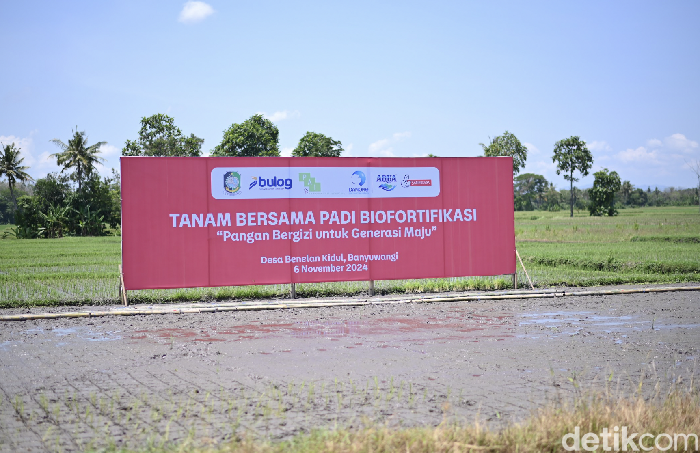 bulog
TANAM BERSAMA PADI BIOFORTIFIKASI
"Pangan Bergizi untuk Generasi Maju"
Desa Benelan Kidul, Banyuwangi
6 November 2024
detikcom